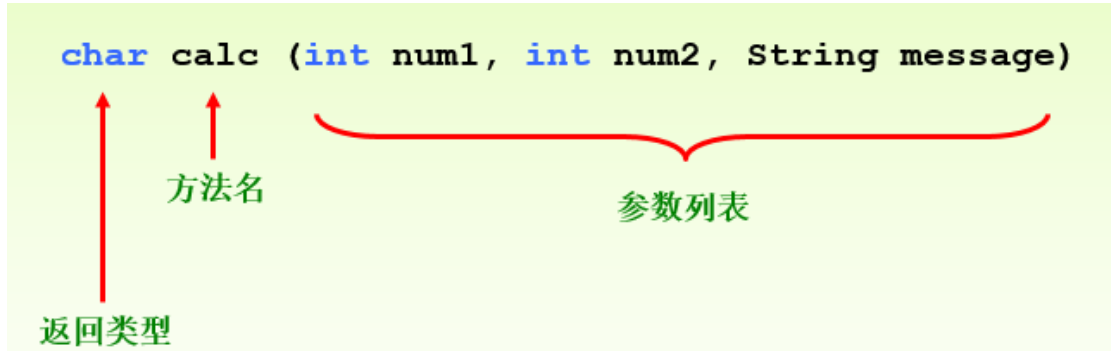 char calc (int num1, int num2, String message)
方法名
参数列表
返回类型